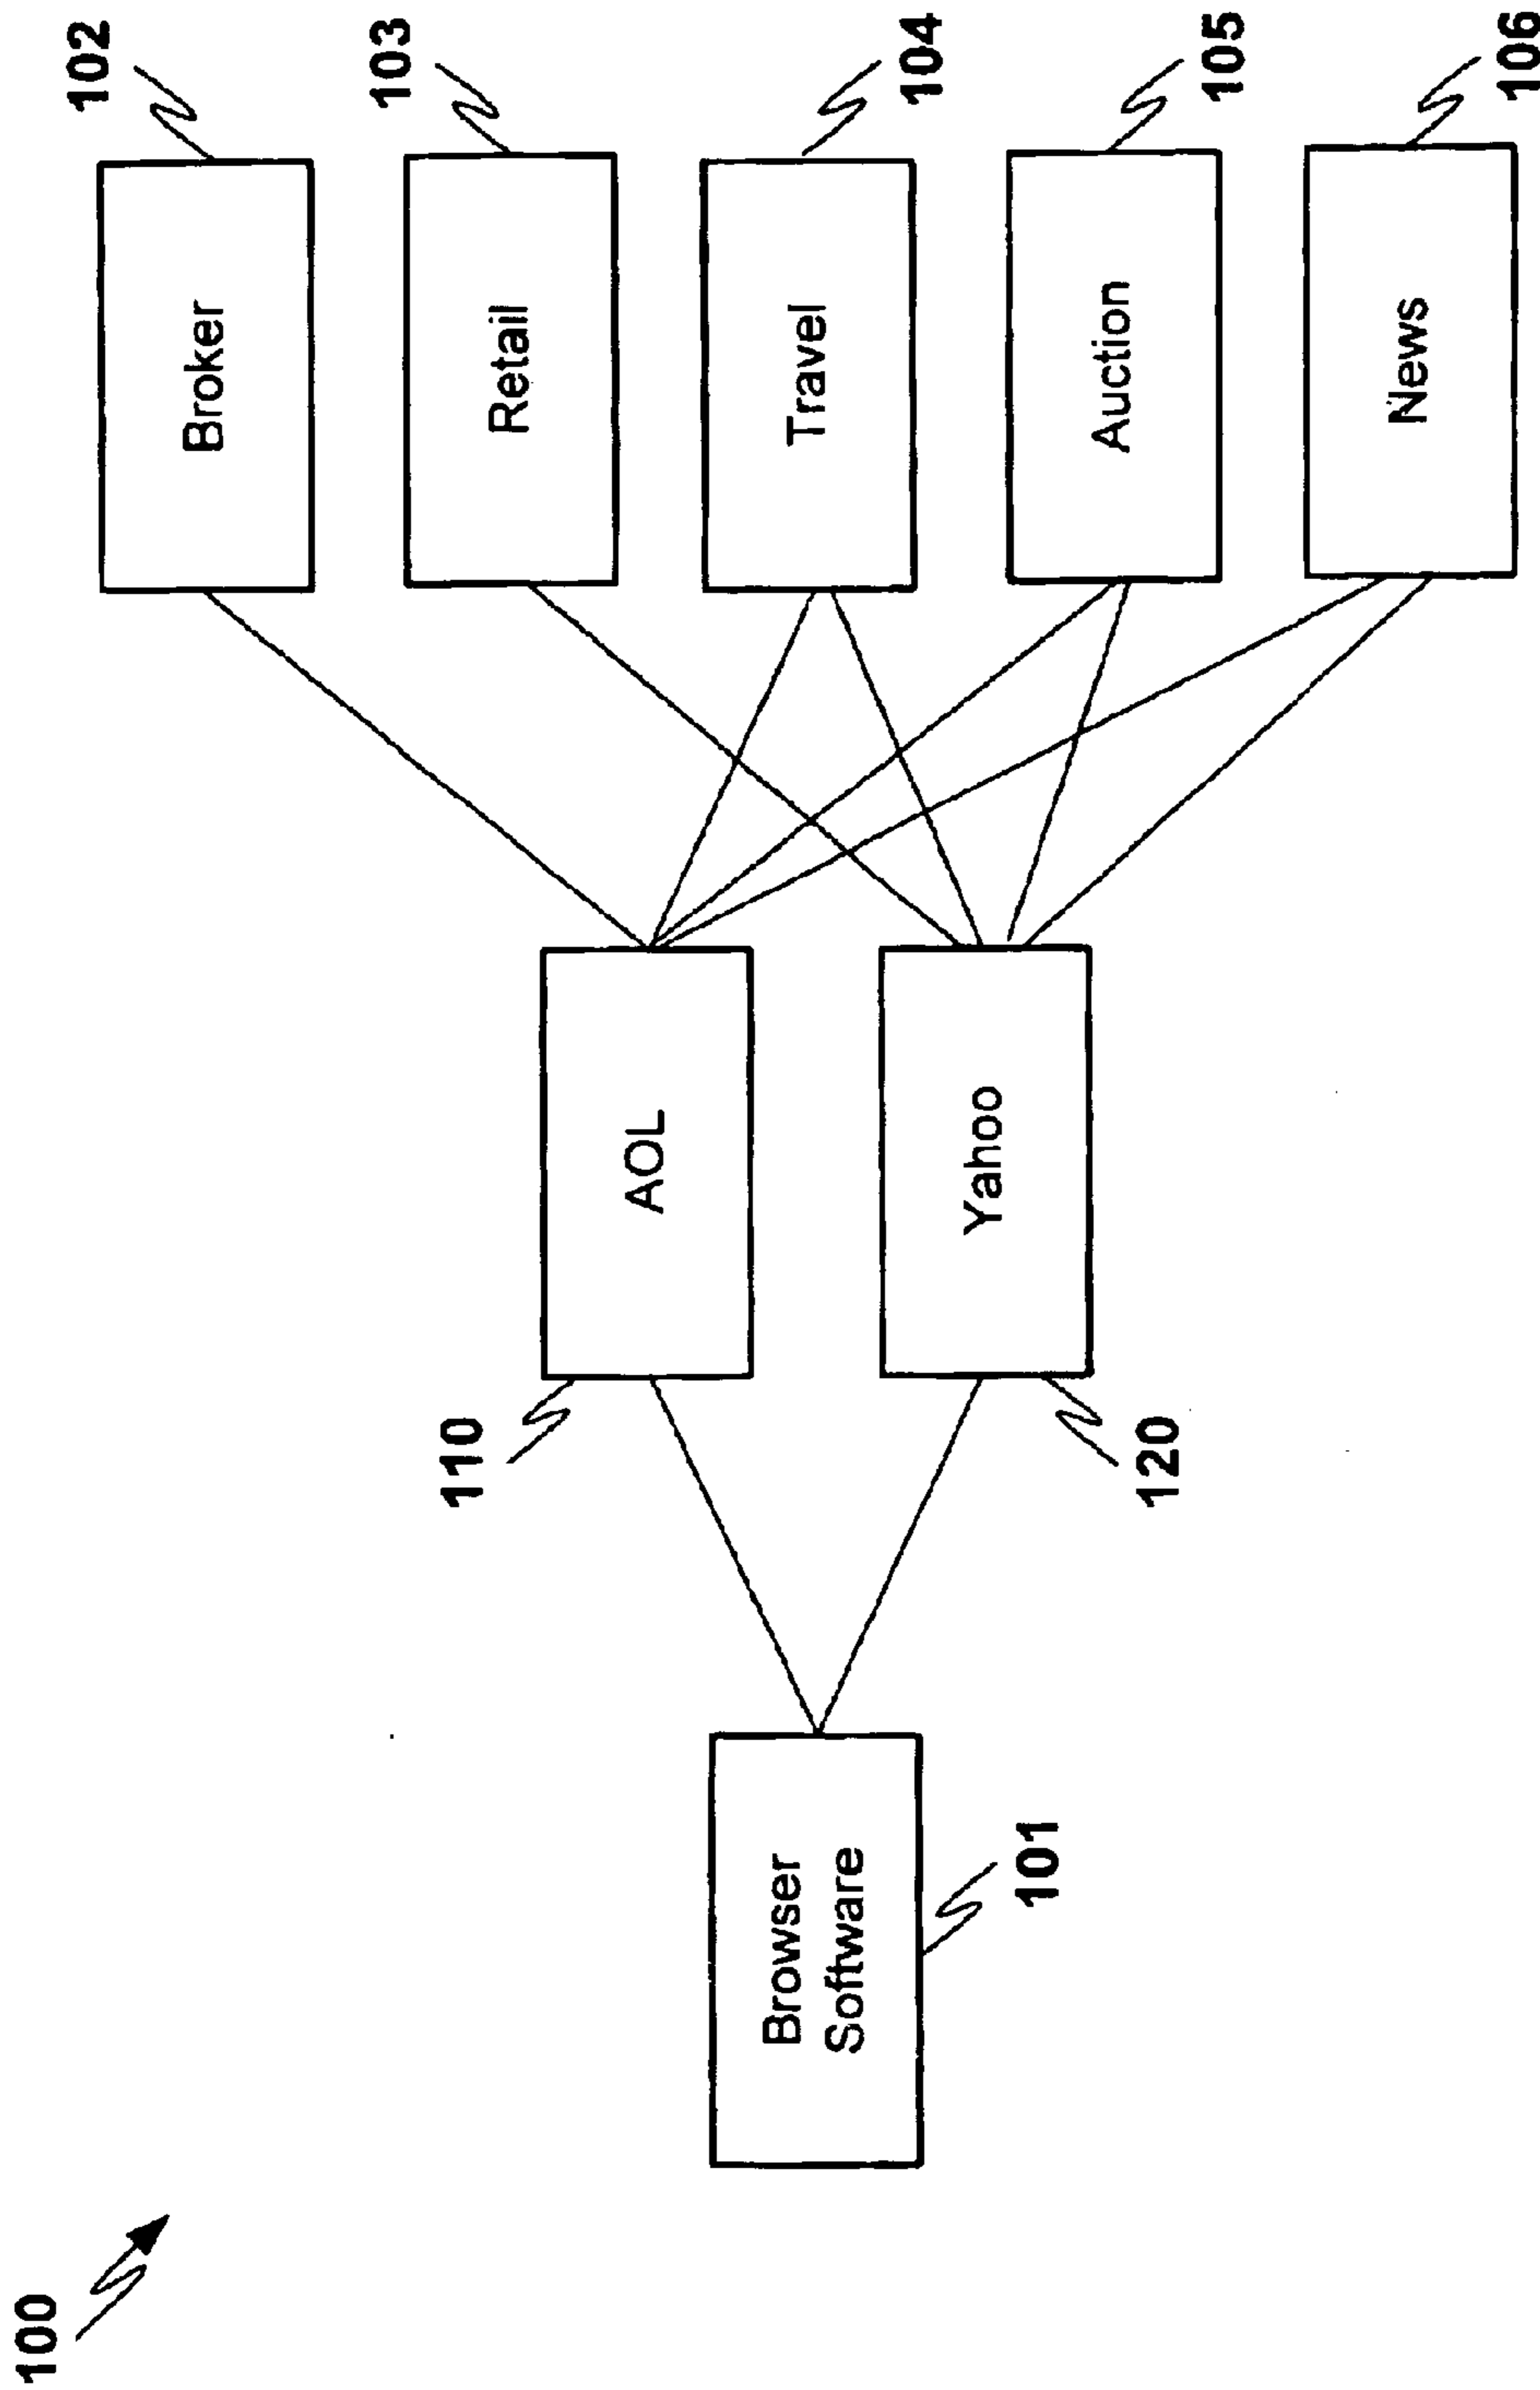 100
Browser
Software
101
110
AOL
Yahoo
120
Broker
102
Retail
103
Travel
104
Auction
105
News
106